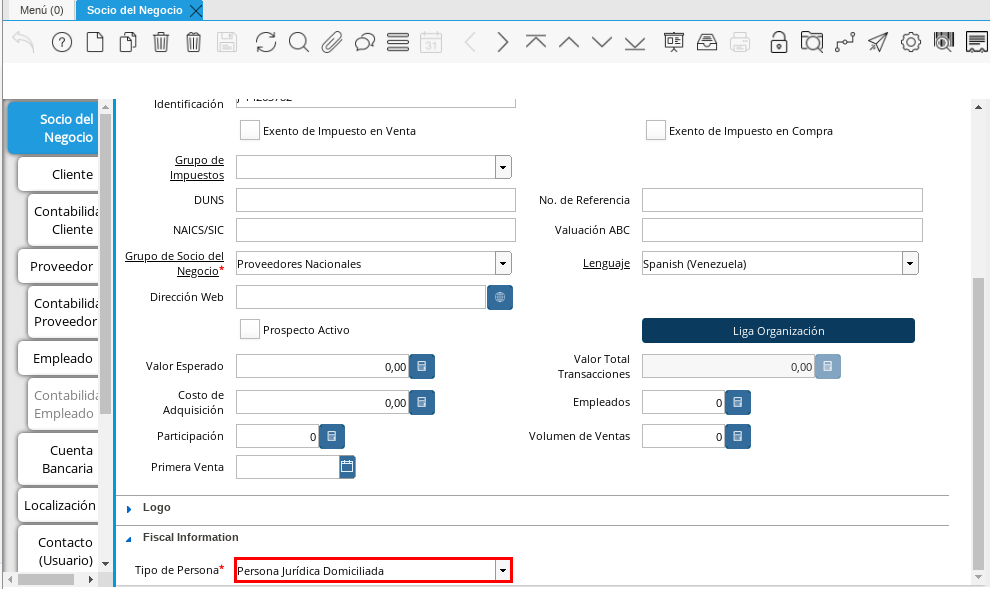 Menú (0)
Socio del Negocio
31
Socio del
Negocio
Cliente
Contabilida
Cliente
Proveedor
Contabilida
Proveedor
Empleado
Contabilida
Empleado
Cuenta
Bancaria
Localización
Contacto
(Usuario)
Identificación
Exento de Impuesto en Venta
Exento de Impuesto en Compra
Grupo de
Impuestos
DUNS
No. de Referencia
NAICS/SIC
Valuación ABC
Grupo de Socio del
Negocio*
Proveedores Nacionales
Lenguaje
Spanish (Venezuela)
Dirección Web
Prospecto Activo
Liga Organización
Valor Esperado
0,00
Valor Total
Transacciones
0,00
Costo de
Adquisición
0,00
Empleados
0
Participación
0
Volumen de Ventas
0
Primera Venta
Logo
Fiscal Information
Tipo de Persona*
Persona Jurídica Domiciliada